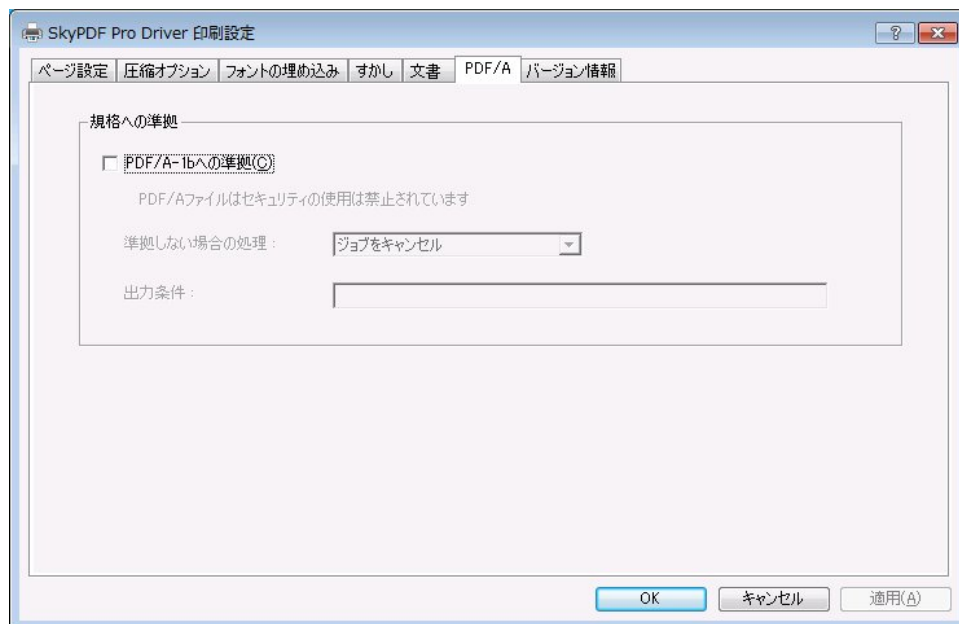 SkyPDF Pro Driver 印刷設定
ページ設定 圧縮オプション フォントの埋め込み すかし 文書 PDF/A バージョン情報
規格への準拠
PDF/A-1bへの準拠(C)
PDF/Aファイルはセキュリティの使用は禁止されています
準拠しない場合の処理: ジョブをキャンセル
出力条件:
OK キャンセル 適用(A)